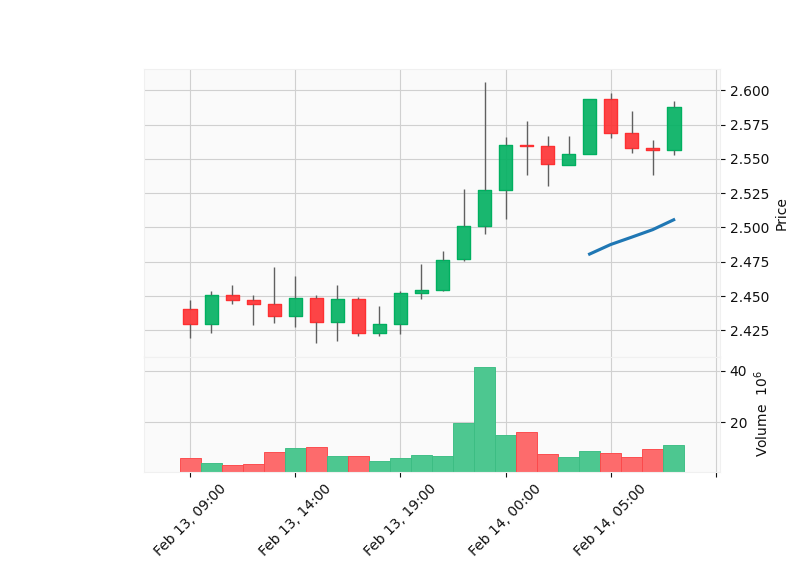 2.600
2.575
2.550
2.525
2.500
2.475
2.450
2.425
Price
40
20
Volume 10⁶
Feb 13, 09:00
Feb 13, 14:00
Feb 13, 19:00
Feb 14, 00:00
Feb 14, 05:00